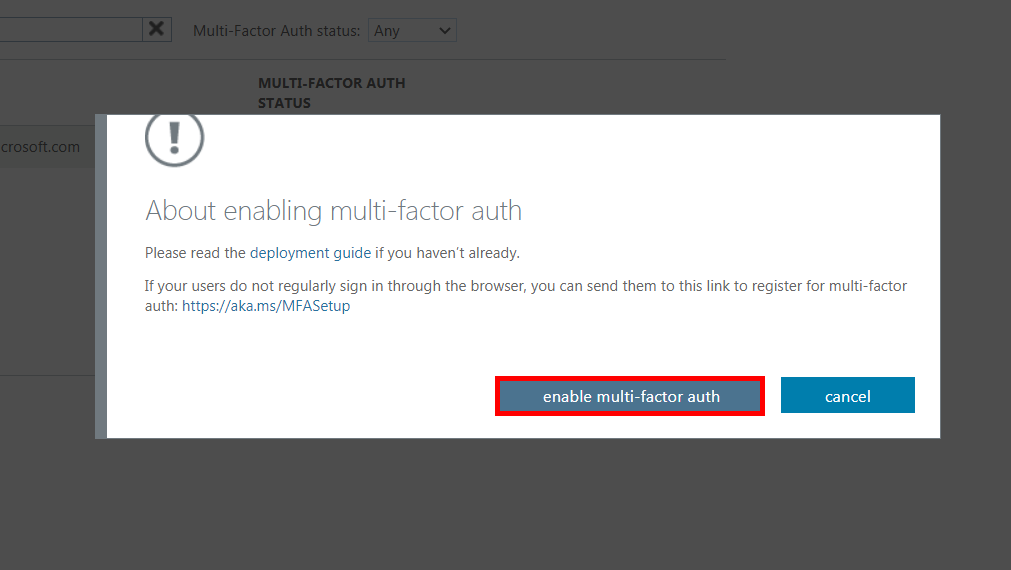 Multi-Factor Auth status: Any
MULTI-FACTOR AUTH
STATUS
crosoft.com
About enabling multi-factor auth
Please read the deployment guide if you haven’t already.
If your users do not regularly sign in through the browser, you can send them to this link to register for multi-factor
auth: https://aka.ms/MFASetup
enable multi-factor auth cancel